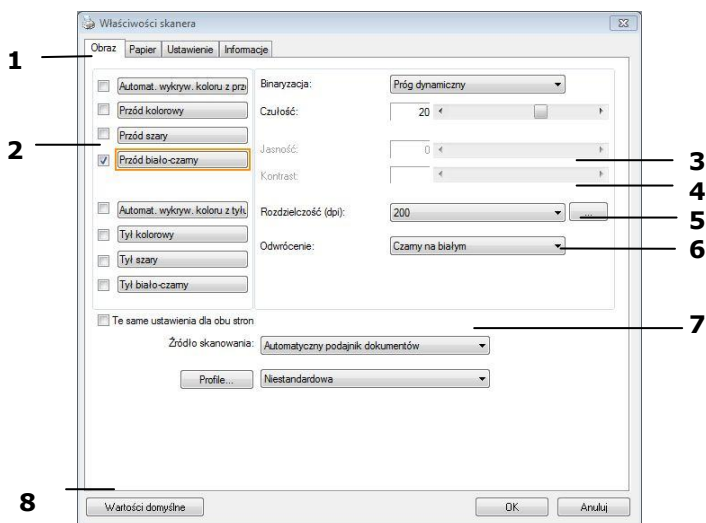 Właściwości skanera
Obraz Papier Ustawienie Informacje
1
Automat. wykryw. koloru z prz
Binaryzacja: Próg dynamiczny
Przód kolorowy
Czułość: 20
Przód szary
2
Przód biało-czarny
Jasność: 0
3
Kontrast:
4
Automat. wykryw. koloru z tyłu
Rozdzielczość (dpi): 200 ...
5
Tył kolorowy
Odwrócenie: Czarny na białym
6
Tył szary
Tył biało-czarny
Te same ustawienia dla obu stron
7
Źródło skanowania: Automatyczny podajnik dokumentów
Profile... Niestandardowa
8
Wartości domyślne OK Anuluj